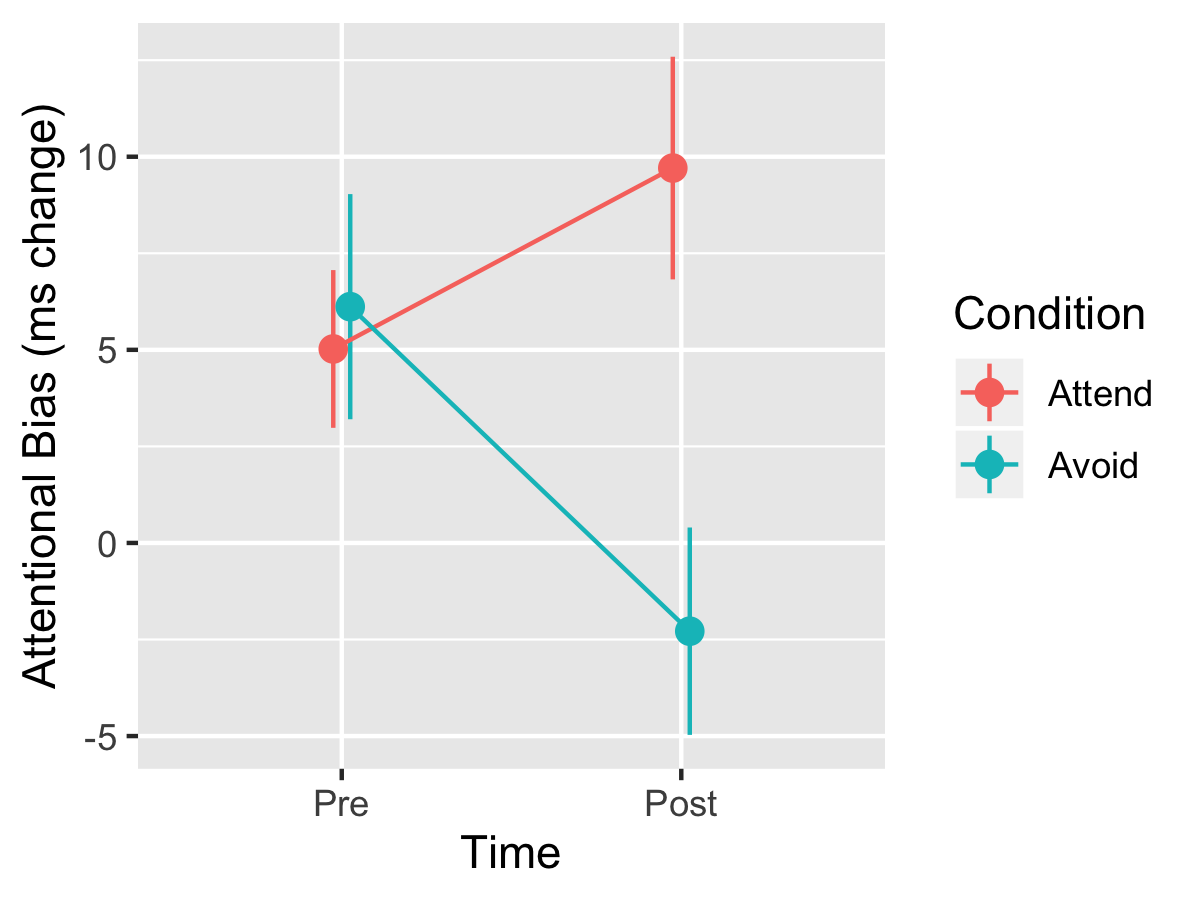 Attentional Bias (ms change)
10
5
0
-5
Pre
Post
Time
Condition
Attend
Avoid